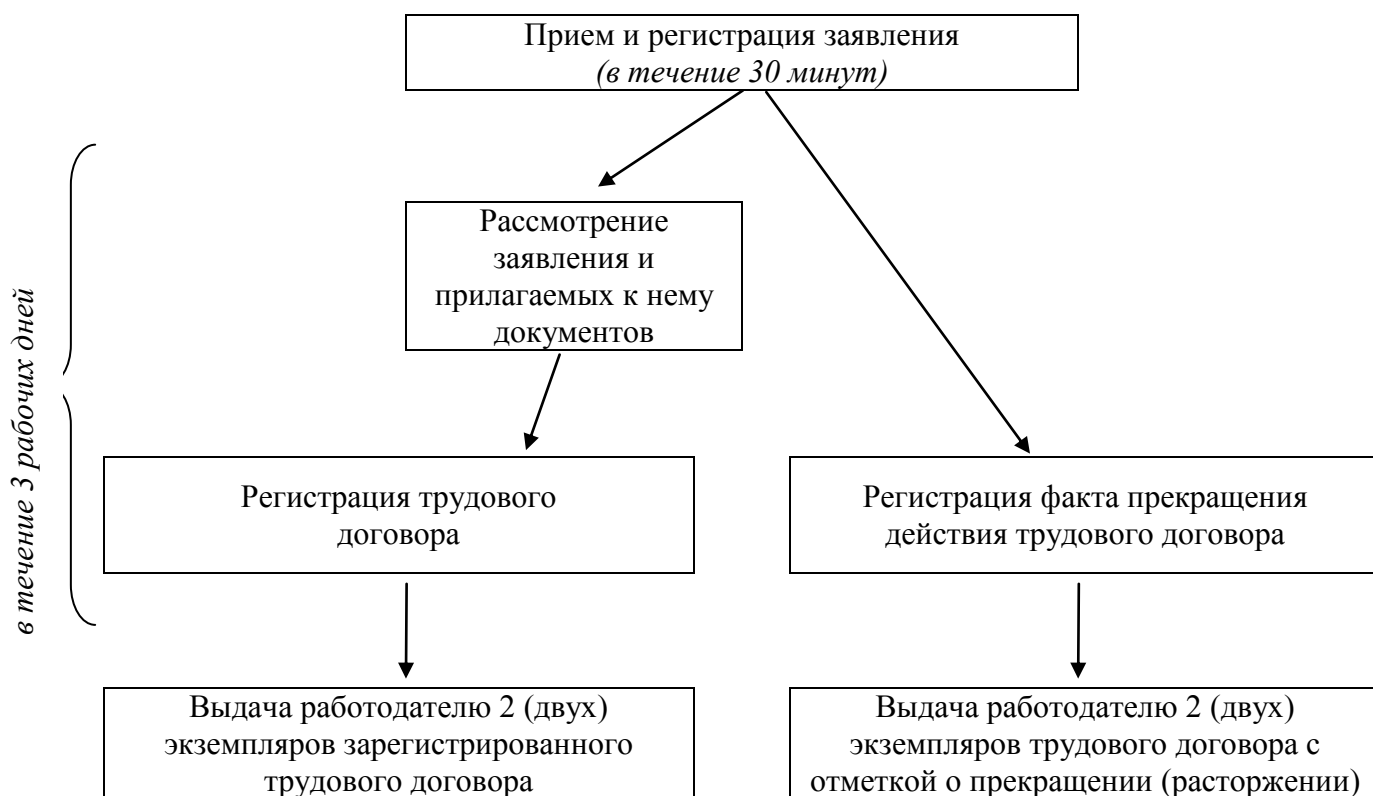 Прием и регистрация заявления
(в течение 30 минут)
в течение 3 рабочих дней
Рассмотрение
заявления и
прилагаемых к нему
документов
Регистрация трудового
договора
Регистрация факта прекращения
действия трудового договора
Выдача работодателю 2 (двух)
экземпляров зарегистрированного
трудового договора
Выдача работодателю 2 (двух)
экземпляров трудового договора с
отметкой о прекращении (расторжении)